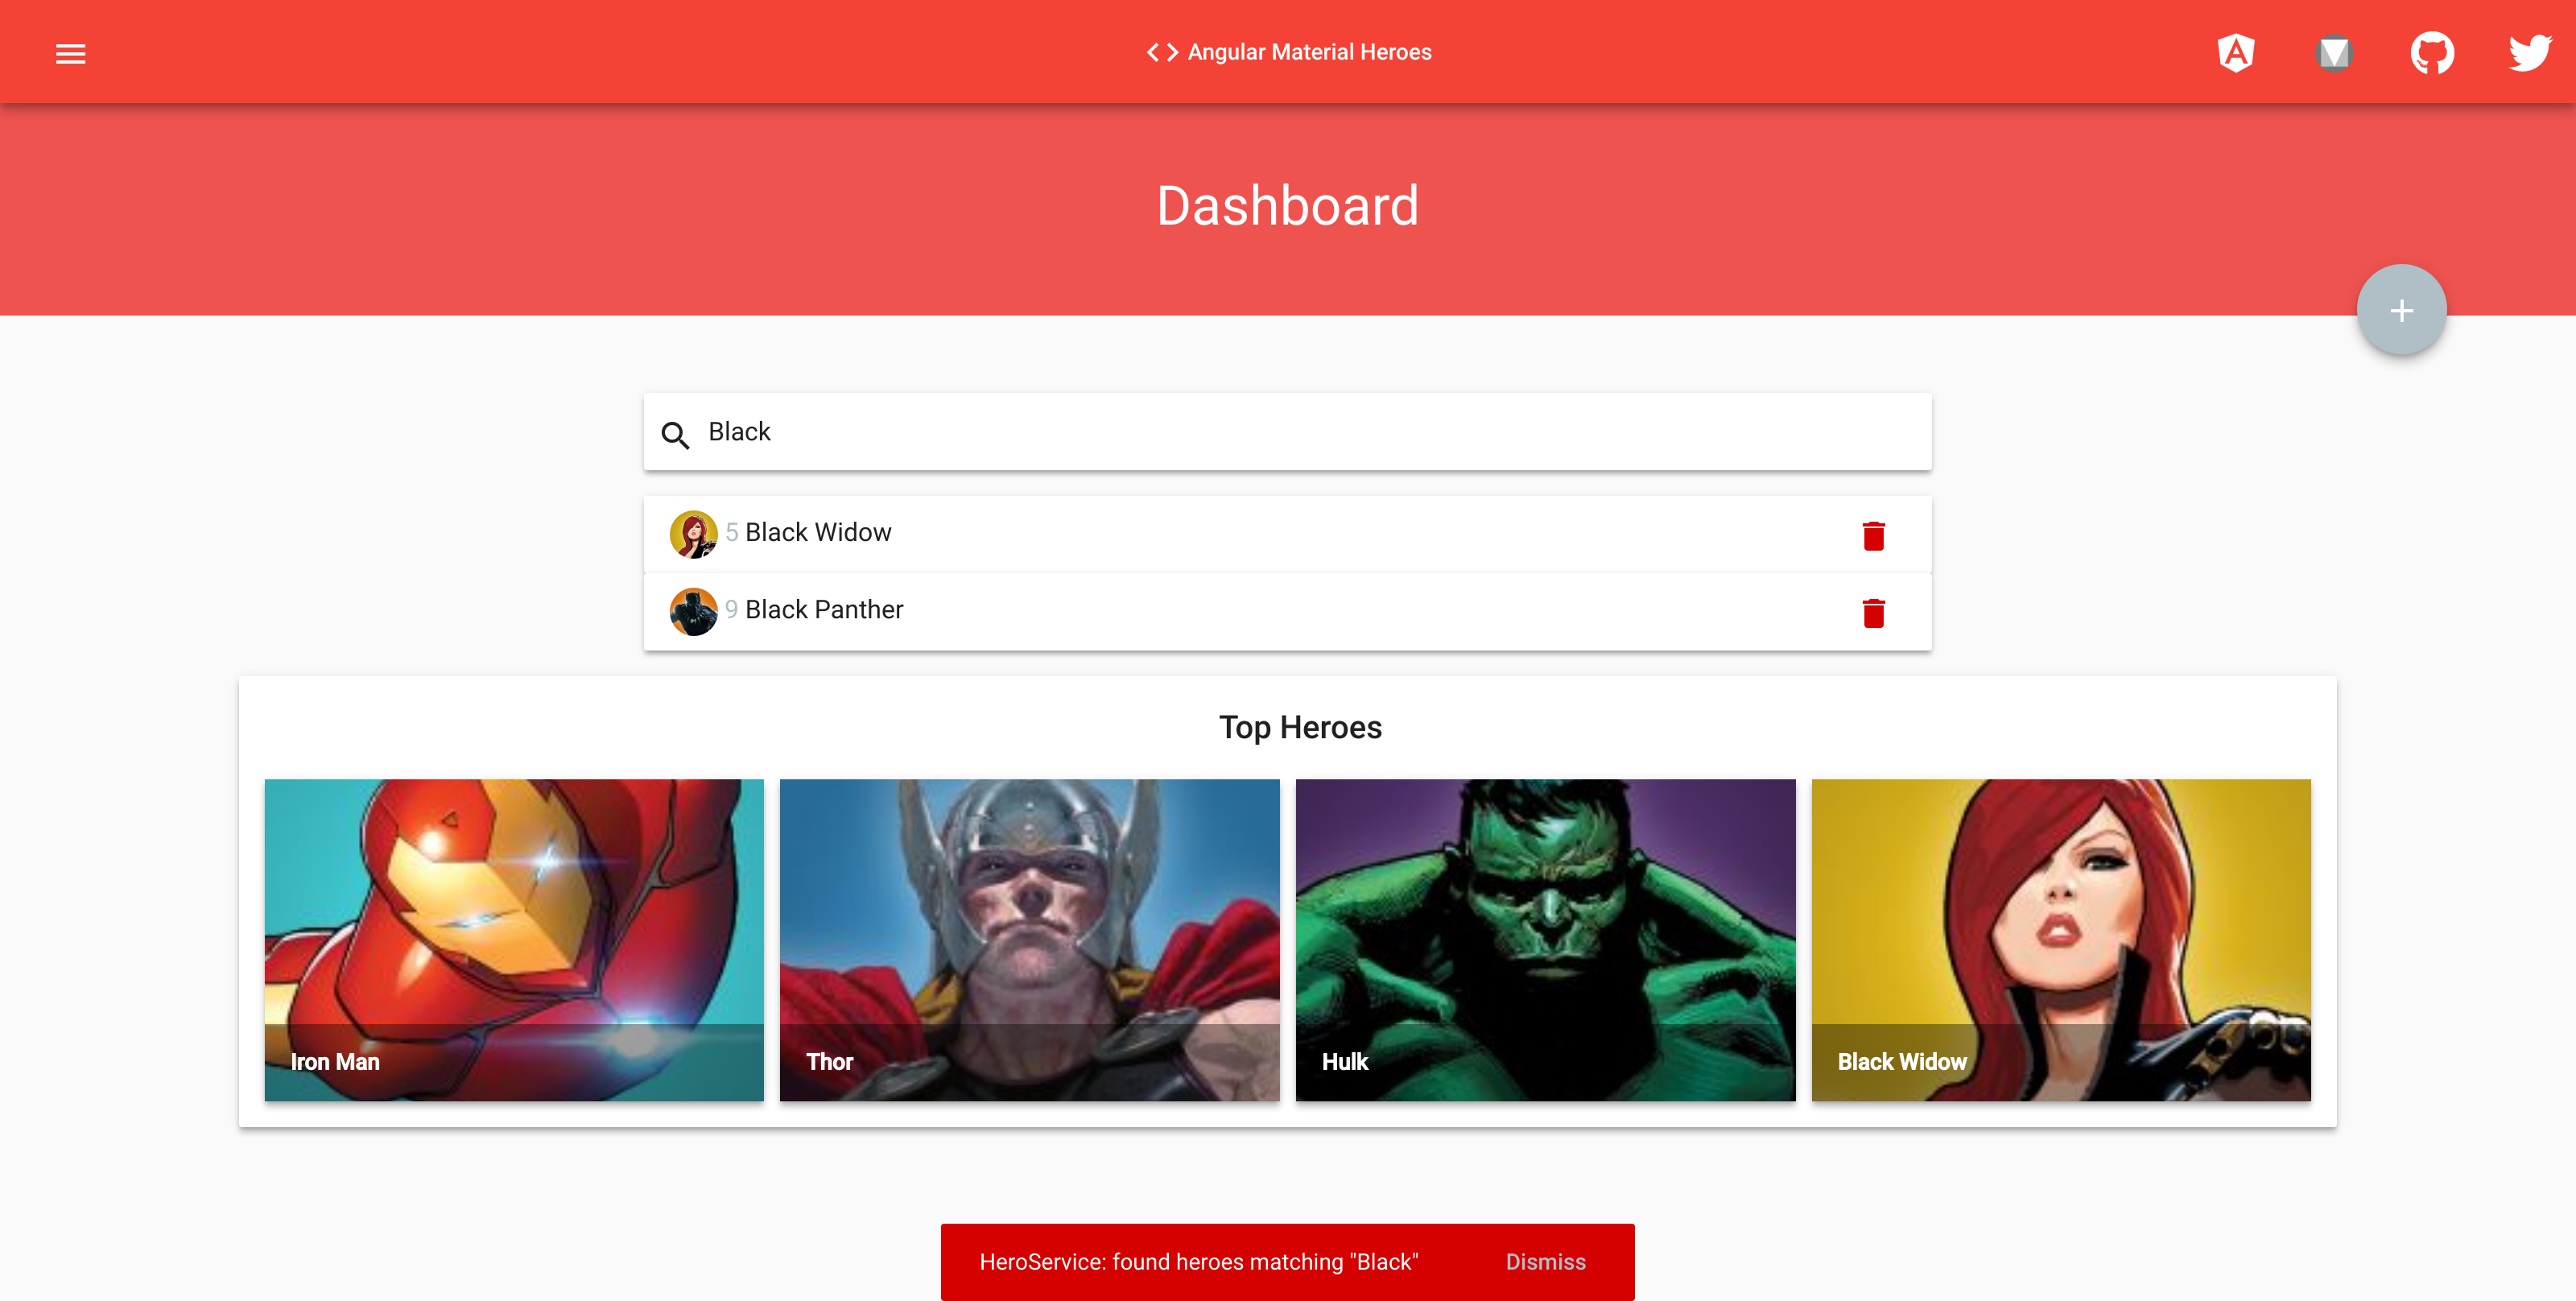 <> Angular Material Heroes
Dashboard
+
Black
5 Black Widow
9 Black Panther
Top Heroes
Iron Man
Thor
Hulk
Black Widow
HeroService: found heroes matching "Black" Dismiss